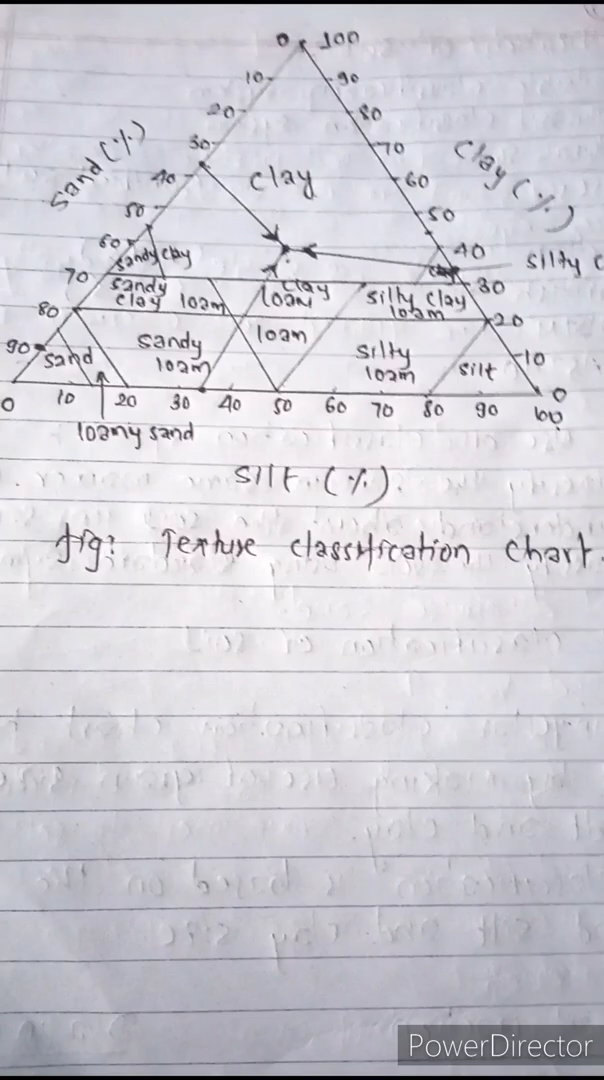 0 100
10 90
20 80
30 70
Sand (%) 40 clay 60 clay (%)
50 50
60 sandy clay 40 silty c
70 sandy clay loam clay loam silty clay loam 30
80 loam 20
90 sand sandy loam silty loam silt 10
0 10 20 30 40 50 60 70 80 90 100 0
loamy sand
silt (%).
fig: Texture classification chart.
PowerDirector